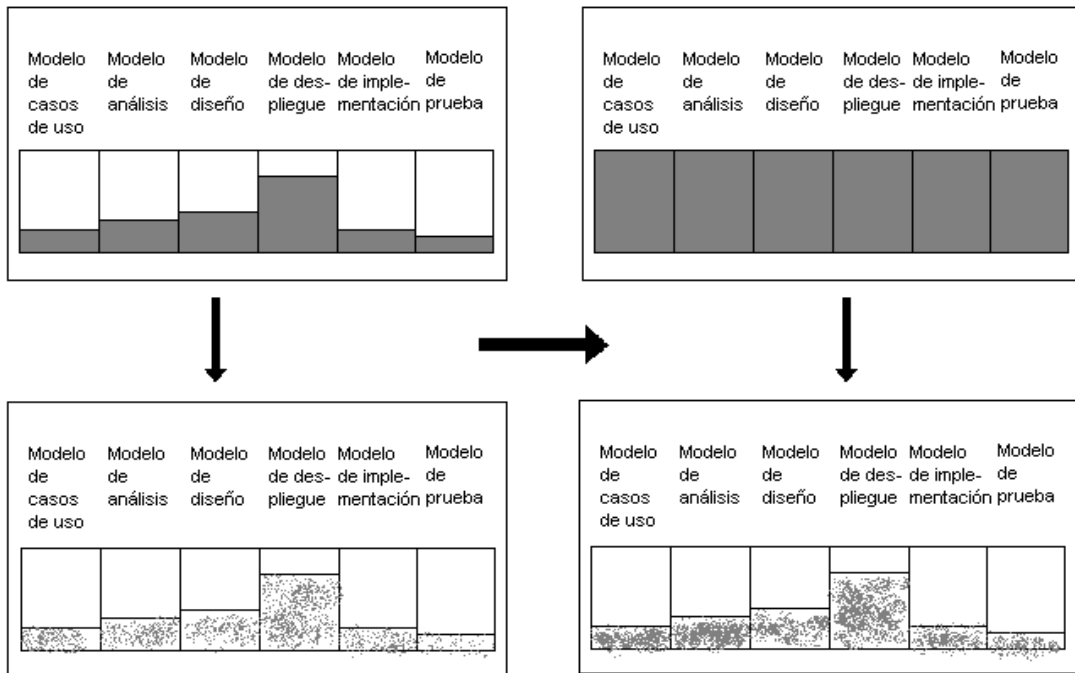 Modelo
de
casos
de uso
Modelo
de
análisis
Modelo
de
diseño
Modelo
de des-
pliegue
Modelo
de imple-
mentación
Modelo
de
prueba
Modelo
de
casos
de uso
Modelo
de
análisis
Modelo
de
diseño
Modelo
de des-
pliegue
Modelo
de imple-
mentación
Modelo
de
prueba
Modelo
de
casos
de uso
Modelo
de
análisis
Modelo
de
diseño
Modelo
de des-
pliegue
Modelo
de imple-
mentación
Modelo
de
prueba
Modelo
de
casos
de uso
Modelo
de
análisis
Modelo
de
diseño
Modelo
de des-
pliegue
Modelo
de imple-
mentación
Modelo
de
prueba